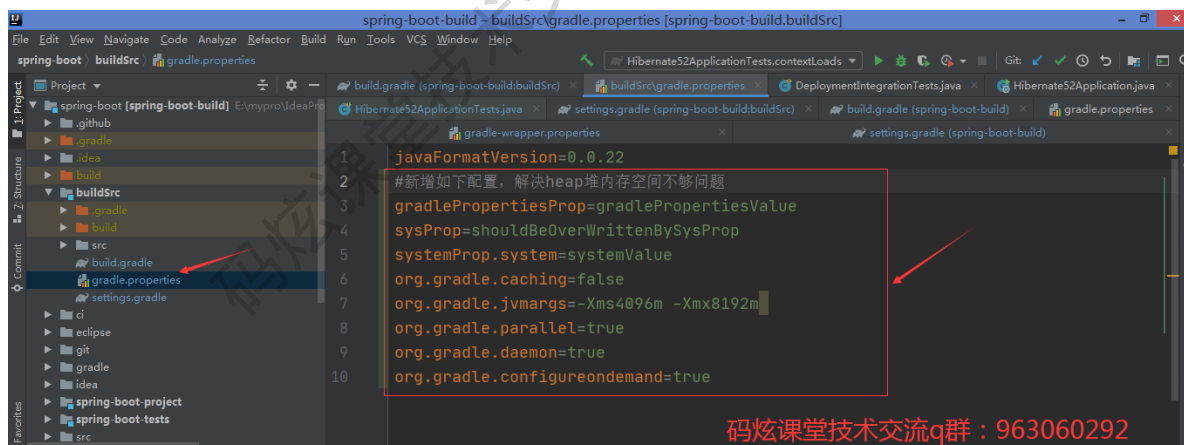 spring-boot-build – buildSrc\gradle.properties [spring-boot-build.buildSrc]
File Edit View Navigate Code Analyze Refactor Build Run Tools VCS Window Help
spring-boot buildSrc gradle.properties
Hibernate52ApplicationTests.contextLoads
Git:
1: Project
Project
build.gradle (spring-boot-build:buildSrc)
buildSrc\gradle.properties
DeploymentIntegrationTests.java
Hibernate52Application.java
Hibernate52ApplicationTests.java
settings.gradle (spring-boot-build:buildSrc)
build.gradle (spring-boot-build)
gradle.properties
gradle-wrapper.properties
settings.gradle (spring-boot-build)
spring-boot [spring-boot-build] E:\mypro\IdeaPro
.github
.gradle
.idea
build
buildSrc
.gradle
build
src
build.gradle
gradle.properties
settings.gradle
ci
eclipse
git
gradle
idea
spring-boot-project
spring-boot-tests
src
7: Structure
Commit
Favorites
1 javaFormatVersion=0.0.22
2 #新增如下配置，解决heap堆内存空间不够问题
3 gradlePropertiesProp=gradlePropertiesValue
4 sysProp=shouldBeOverWrittenBySysProp
5 systemProp.system=systemValue
6 org.gradle.caching=false
7 org.gradle.jvmargs=-Xms4096m -Xmx8192m
8 org.gradle.parallel=true
9 org.gradle.daemon=true
10 org.gradle.configureondemand=true
码炫课堂技术交流q群：963060292
码炫课堂技术